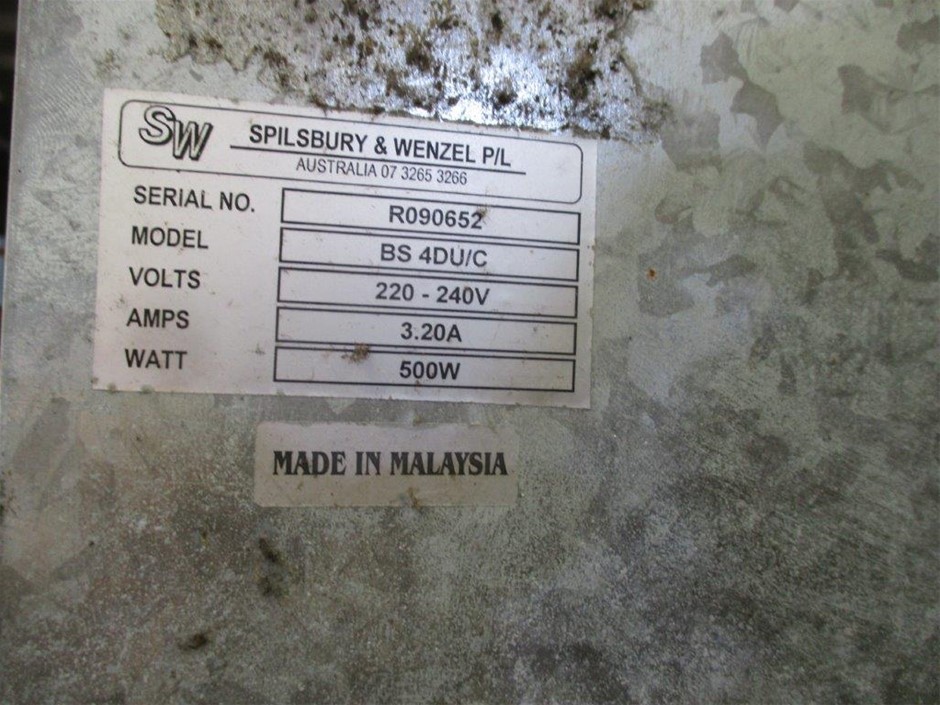 SW
SPILSBURY & WENZEL P/L
AUSTRALIA 07 3265 3266
SERIAL NO. R090652
MODEL BS 4DU/C
VOLTS 220 - 240V
AMPS 3.20A
WATT 500W
MADE IN MALAYSIA